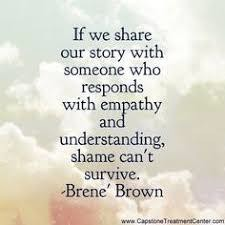 If we share
our story with
someone who
responds
with empathy
and
understanding,
shame can't
survive.
-Brene' Brown
www.CapstoneTreatmentCenter.com